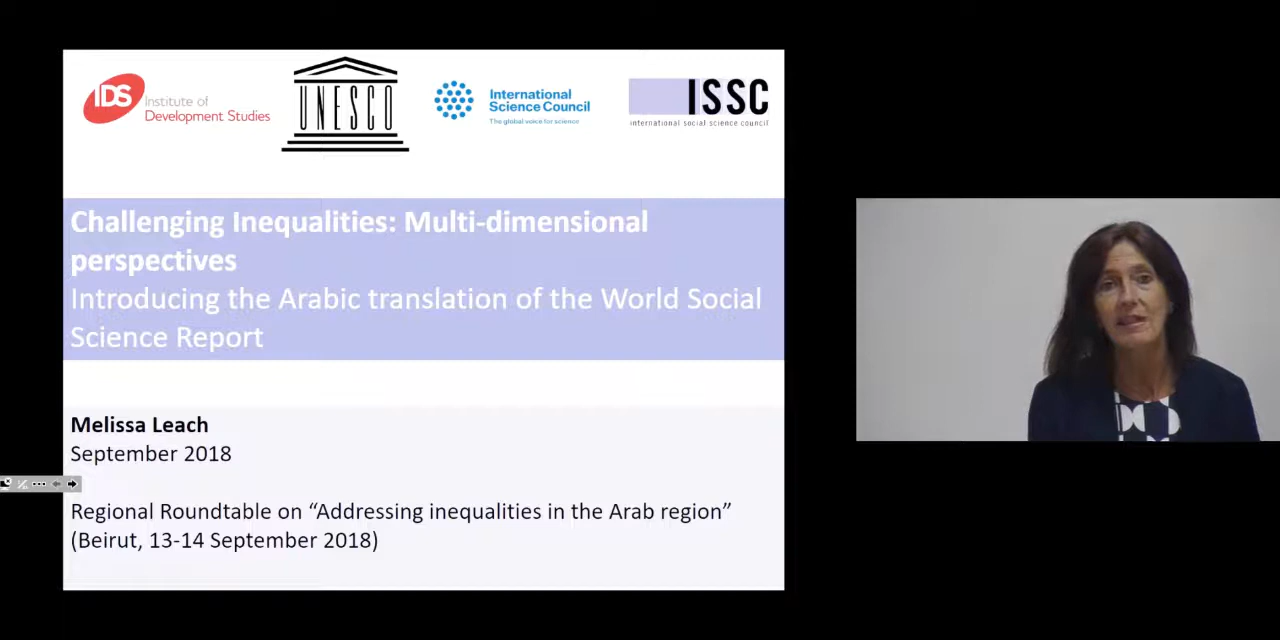 IDS
Institute of
Development Studies
UNESCO
International
Science Council
The global voice for science
ISSC
international social science council
Challenging Inequalities: Multi-dimensional
perspectives
Introducing the Arabic translation of the World Social
Science Report
Melissa Leach
September 2018
Regional Roundtable on “Addressing inequalities in the Arab region”
(Beirut, 13-14 September 2018)